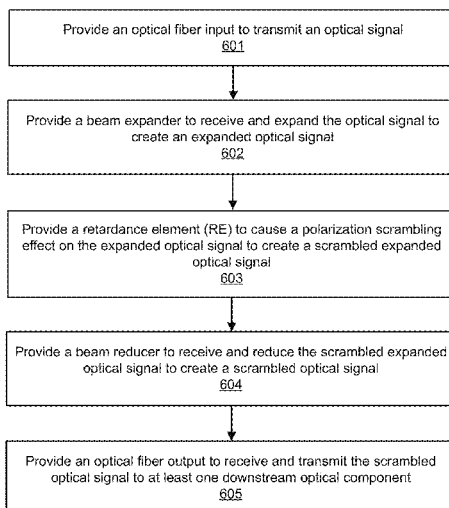 Provide an optical fiber input to transmit an optical signal
601
Provide a beam expander to receive and expand the optical signal to
create an expanded optical signal
602
Provide a retardance element (RE) to cause a polarization scrambling
effect on the expanded optical signal to create a scrambled expanded
optical signal
603
Provide a beam reducer to receive and reduce the scrambled expanded
optical signal to create a scrambled optical signal
604
Provide an optical fiber output to receive and transmit the scrambled
optical signal to at least one downstream optical component
605